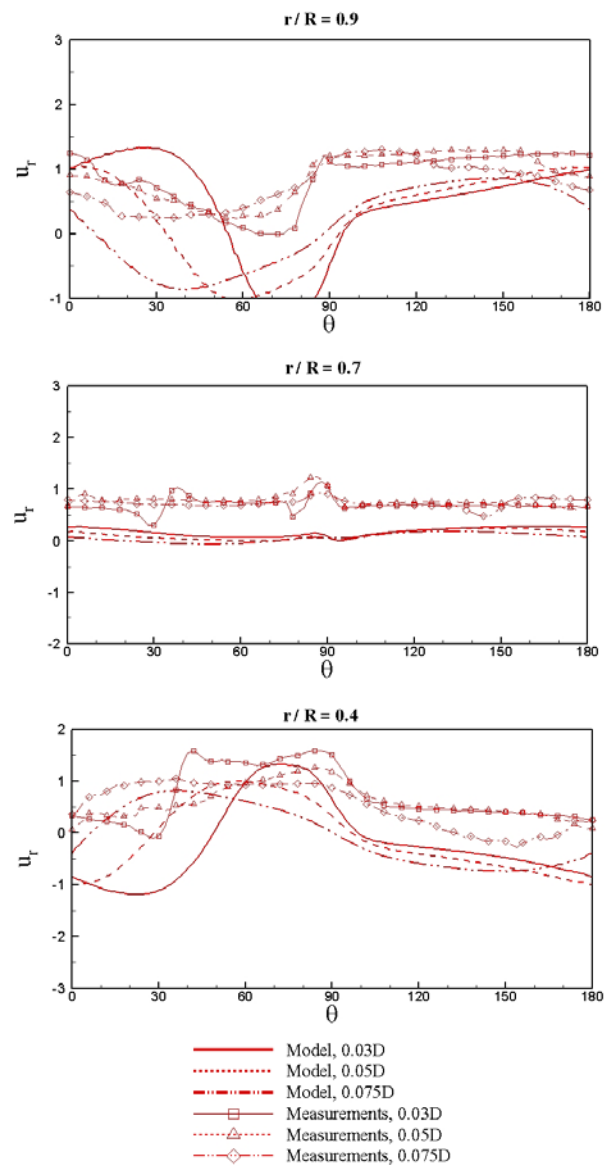 r / R = 0.9
3
2
1
0
-1
u_r
0 30 60 90 120 150 180
θ
r / R = 0.7
3
2
1
0
-1
-2
u_r
0 30 60 90 120 150 180
θ
r / R = 0.4
2
1
0
-1
-2
-3
u_r
0 30 60 90 120 150 180
θ
Model, 0.03D
Model, 0.05D
Model, 0.075D
Measurements, 0.03D
Measurements, 0.05D
Measurements, 0.075D